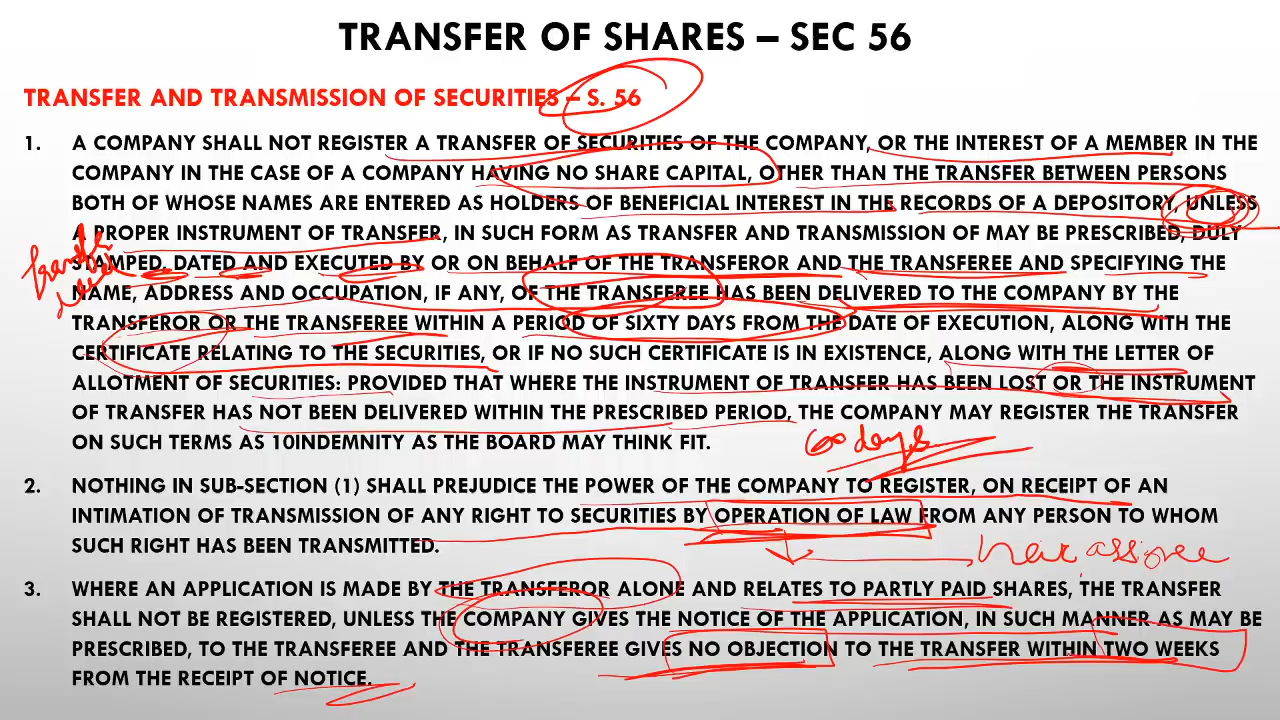 TRANSFER OF SHARES – SEC 56
TRANSFER AND TRANSMISSION OF SECURITIES – S. 56
1. A COMPANY SHALL NOT REGISTER A TRANSFER OF SECURITIES OF THE COMPANY, OR THE INTEREST OF A MEMBER IN THE
COMPANY IN THE CASE OF A COMPANY HAVING NO SHARE CAPITAL, OTHER THAN THE TRANSFER BETWEEN PERSONS
BOTH OF WHOSE NAMES ARE ENTERED AS HOLDERS OF BENEFICIAL INTEREST IN THE RECORDS OF A DEPOSITORY, UNLESS
A PROPER INSTRUMENT OF TRANSFER, IN SUCH FORM AS TRANSFER AND TRANSMISSION OF MAY BE PRESCRIBED, DULY
STAMPED, DATED AND EXECUTED BY OR ON BEHALF OF THE TRANSFEROR AND THE TRANSFEREE AND SPECIFYING THE
NAME, ADDRESS AND OCCUPATION, IF ANY, OF THE TRANSFEREE HAS BEEN DELIVERED TO THE COMPANY BY THE
TRANSFEROR OR THE TRANSFEREE WITHIN A PERIOD OF SIXTY DAYS FROM THE DATE OF EXECUTION, ALONG WITH THE
CERTIFICATE RELATING TO THE SECURITIES, OR IF NO SUCH CERTIFICATE IS IN EXISTENCE, ALONG WITH THE LETTER OF
ALLOTMENT OF SECURITIES: PROVIDED THAT WHERE THE INSTRUMENT OF TRANSFER HAS BEEN LOST OR THE INSTRUMENT
OF TRANSFER HAS NOT BEEN DELIVERED WITHIN THE PRESCRIBED PERIOD, THE COMPANY MAY REGISTER THE TRANSFER
ON SUCH TERMS AS 10INDEMNITY AS THE BOARD MAY THINK FIT.
60 days
2. NOTHING IN SUB-SECTION (1) SHALL PREJUDICE THE POWER OF THE COMPANY TO REGISTER, ON RECEIPT OF AN
INTIMATION OF TRANSMISSION OF ANY RIGHT TO SECURITIES BY OPERATION OF LAW FROM ANY PERSON TO WHOM
SUCH RIGHT HAS BEEN TRANSMITTED.
heir assignee
3. WHERE AN APPLICATION IS MADE BY THE TRANSFEROR ALONE AND RELATES TO PARTLY PAID SHARES, THE TRANSFER
SHALL NOT BE REGISTERED, UNLESS THE COMPANY GIVES THE NOTICE OF THE APPLICATION, IN SUCH MANNER AS MAY BE
PRESCRIBED, TO THE TRANSFEREE AND THE TRANSFEREE GIVES NO OBJECTION TO THE TRANSFER WITHIN TWO WEEKS
FROM THE RECEIPT OF NOTICE.